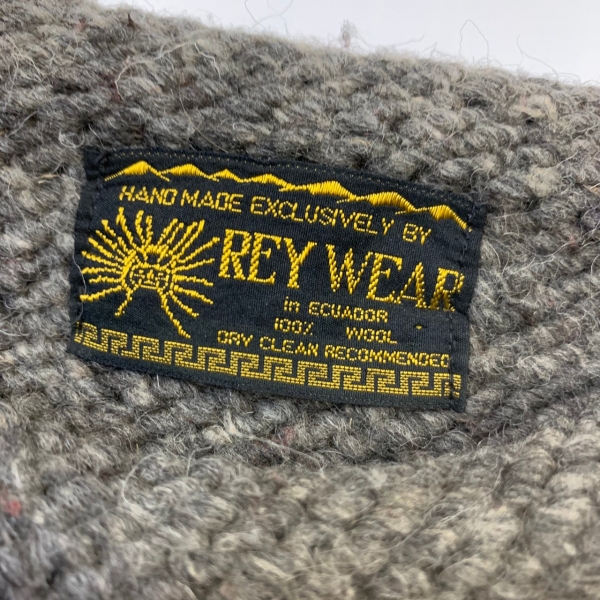 HAND MADE EXCLUSIVELY BY
REY WEAR
in ECUADOR
100% WOOL
DRY CLEAN RECOMMENDED